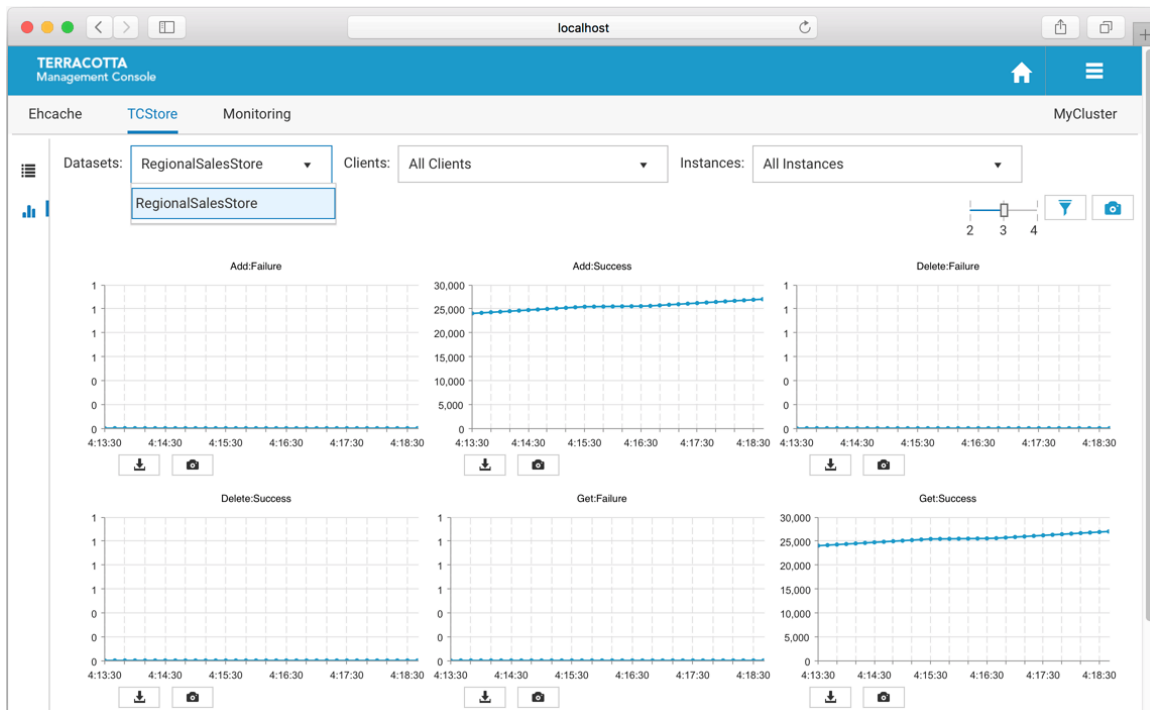 localhost
TERRACOTTA
Management Console
Ehcache TCStore Monitoring MyCluster
Datasets: RegionalSalesStore Clients: All Clients Instances: All Instances
RegionalSalesStore
2 3 4
Add:Failure
1
1
1
1
0
0
0
4:13:30 4:14:30 4:15:30 4:16:30 4:17:30 4:18:30
Add:Success
30,000
25,000
20,000
15,000
10,000
5,000
0
4:13:30 4:14:30 4:15:30 4:16:30 4:17:30 4:18:30
Delete:Failure
1
1
1
1
0
0
0
4:13:30 4:14:30 4:15:30 4:16:30 4:17:30 4:18:30
Delete:Success
1
1
1
0
0
0
0
4:13:30 4:14:30 4:15:30 4:16:30 4:17:30 4:18:30
Get:Failure
1
1
1
0
0
0
0
4:13:30 4:14:30 4:15:30 4:16:30 4:17:30 4:18:30
Get:Success
30,000
25,000
20,000
15,000
10,000
5,000
0
4:13:30 4:14:30 4:15:30 4:16:30 4:17:30 4:18:30